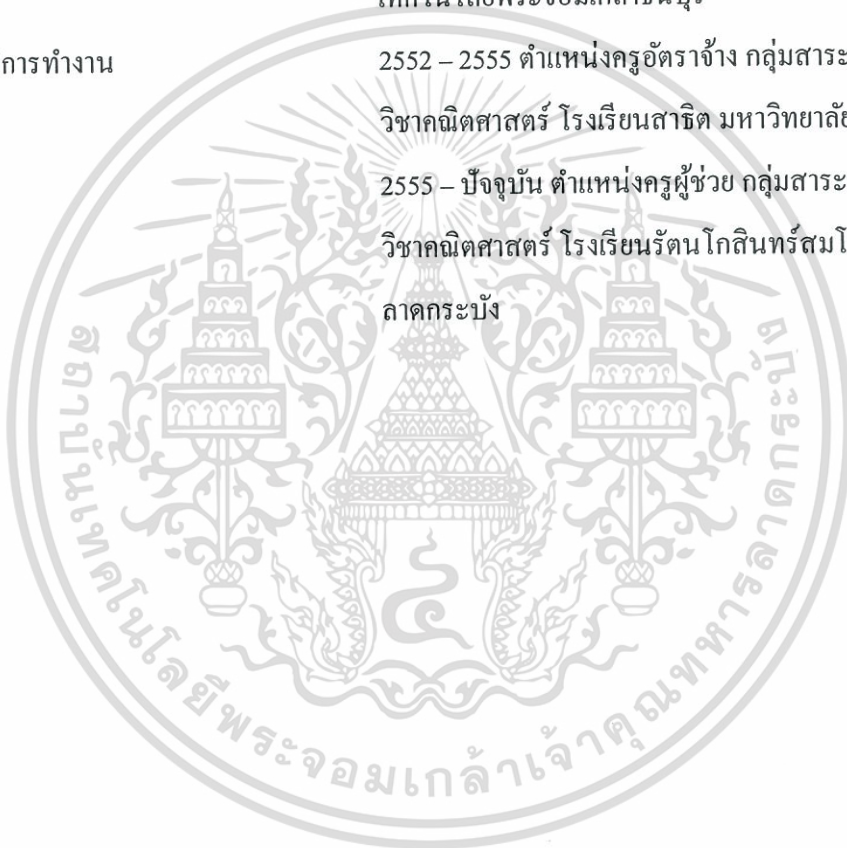 การทำงาน
2552 – 2555 ตำแหน่งครูอัตราจ้าง กลุ่มสาระ
วิชาคณิตศาสตร์ โรงเรียนสาธิต มหาวิทยาลัย
2555 – ปัจจุบัน ตำแหน่งครูผู้ช่วย กลุ่มสาระ
วิชาคณิตศาสตร์ โรงเรียนรัตนโกสินทร์สมโ
ลาดกระบัง
สถาบันเทคโนโลยีพระจอมเกล้าเจ้าคุณทหารลาดกระบัง